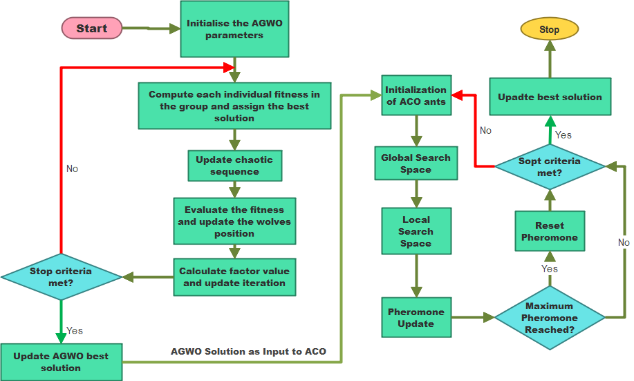 Start
Initialise the AGWO
parameters
Compute each individual fitness in
the group and assign the best
solution
Update chaotic
sequence
Evaluate the fitness
and update the wolves
position
Calculate factor value
and update iteration
Stop criteria
met?
No
Yes
Update AGWO best
solution
AGWO Solution as Input to ACO
Initialization
of ACO ants
Global Search
Space
Local
Search
Space
Pheromone
Update
Maximum
Pheromone
Reached?
Yes
No
Reset
Pheromone
Sopt criteria
met?
No
Yes
Upadte best solution
Stop